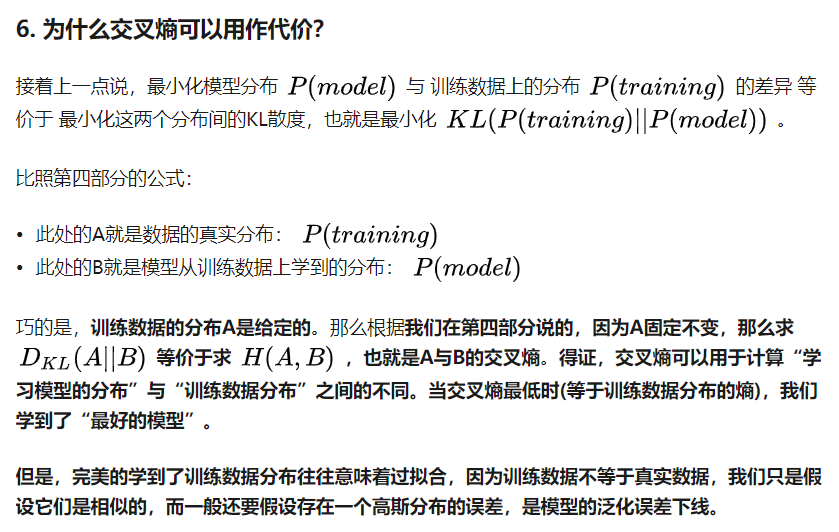 6. 为什么交叉熵可以用作代价？
接着上一点说，最小化模型分布 P(model) 与 训练数据上的分布 P(training) 的差异 等
价于 最小化这两个分布间的KL散度，也就是最小化 KL(P(training)||P(model)) 。
比照第四部分的公式：
• 此处的A就是数据的真实分布： P(training)
• 此处的B就是模型从训练数据上学到的分布： P(model)
巧的是，训练数据的分布A是给定的。那么根据我们在第四部分说的，因为A固定不变，那么求
D_{KL}(A||B) 等价于求 H(A, B) ，也就是A与B的交叉熵。得证，交叉熵可以用于计算“学
习模型的分布”与“训练数据分布”之间的不同。当交叉熵最低时(等于训练数据分布的熵)，我们
学到了“最好的模型”。
但是，完美的学到了训练数据分布往往意味着过拟合，因为训练数据不等于真实数据，我们只是假
设它们是相似的，而一般还要假设存在一个高斯分布的误差，是模型的泛化误差下线。